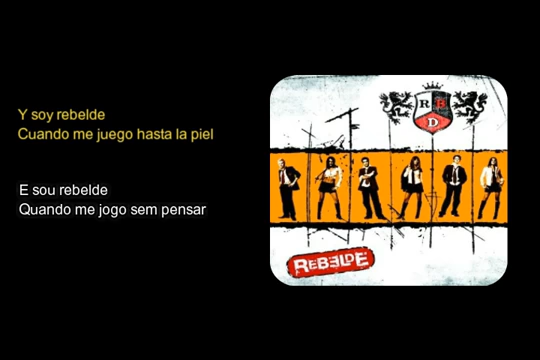 Y soy rebelde
Cuando me juego hasta la piel
E sou rebelde
Quando me jogo sem pensar
R B
D
REBELDE